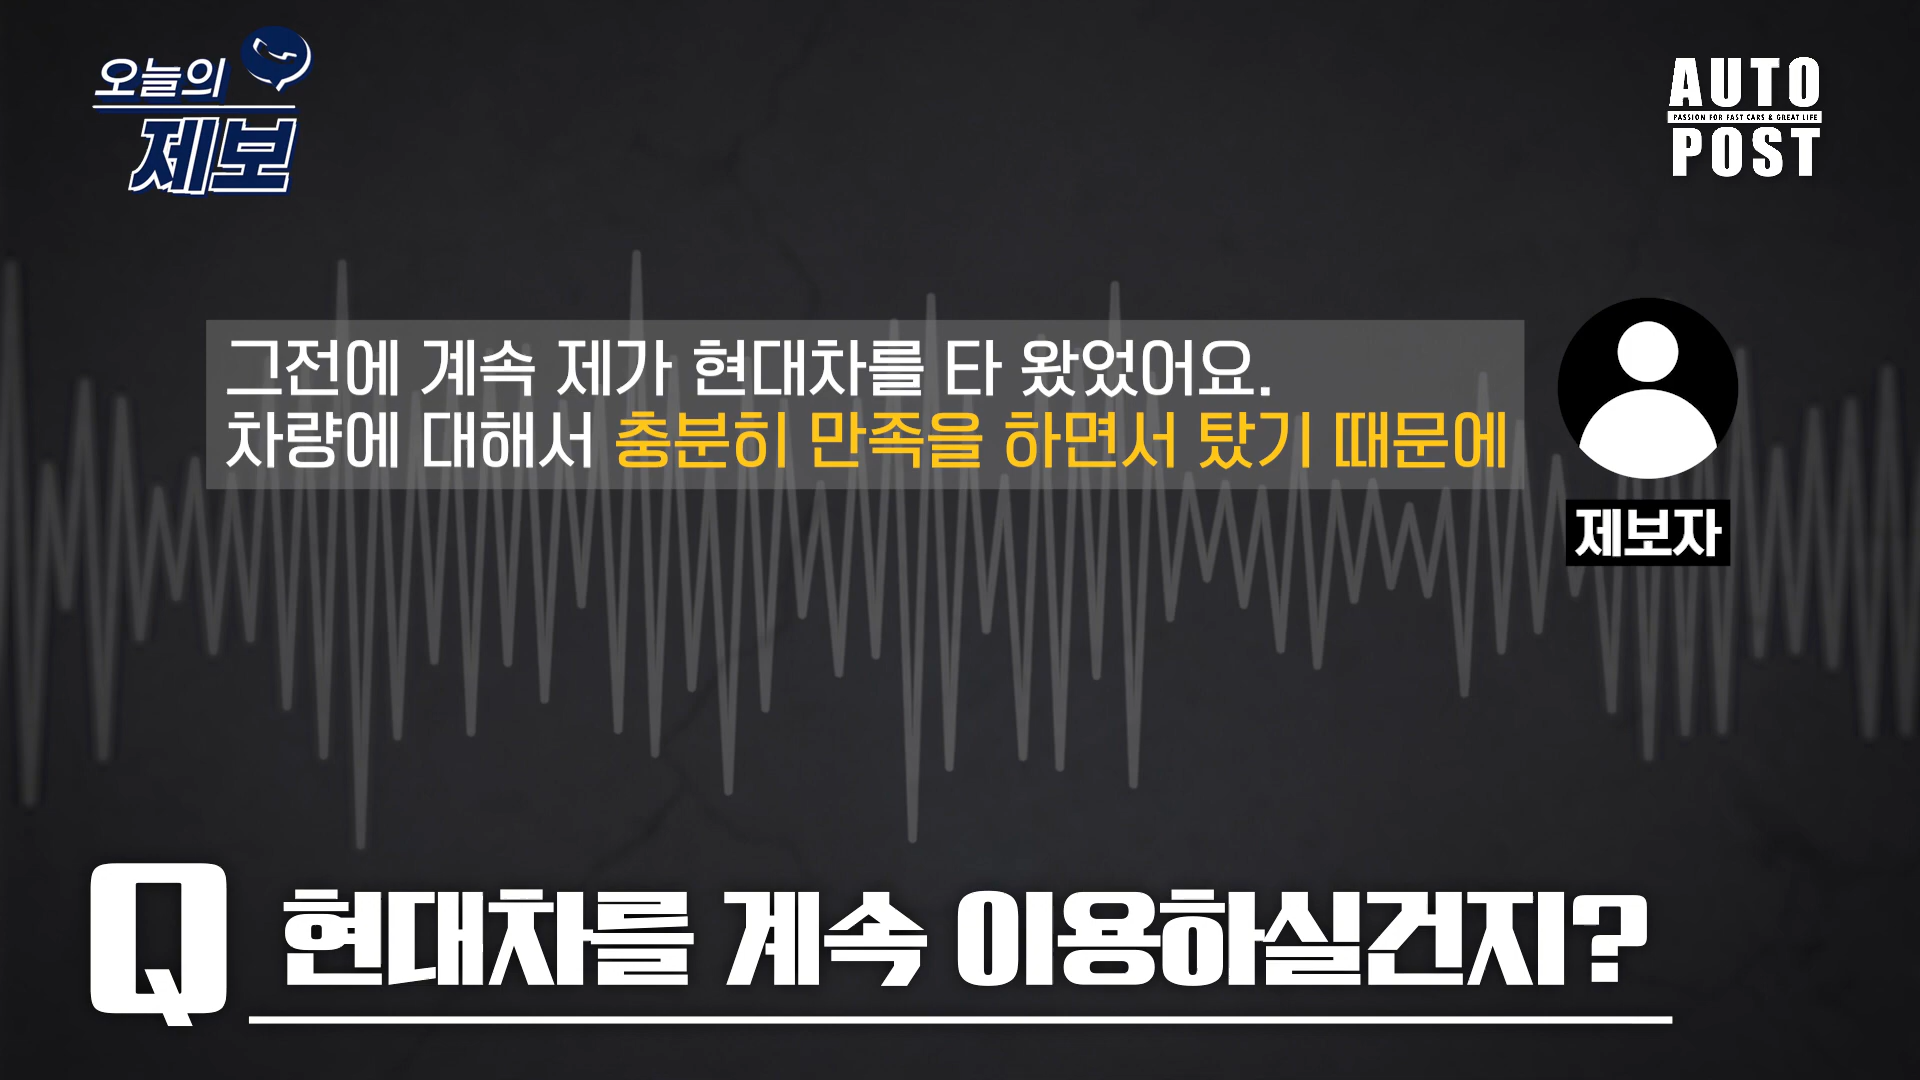 오늘의
제보
AUTO
PASSION FOR FAST CARS & GREAT LIFE
POST
그전에 계속 제가 현대차를 타 왔었어요.
차량에 대해서 충분히 만족을 하면서 탔기 때문에
제보자
Q 현대차를 계속 이용하실건지?